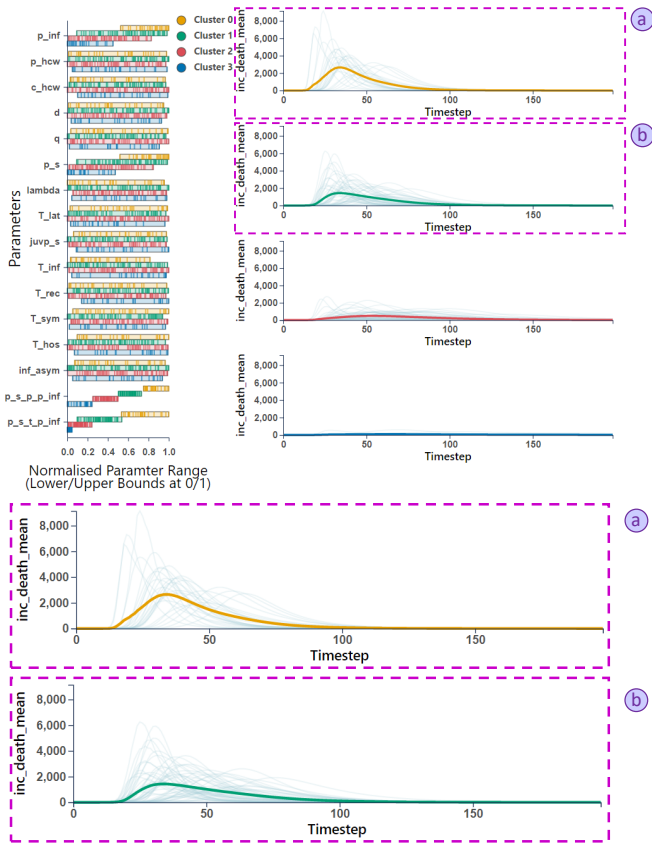 Cluster 0
Cluster 1
Cluster 2
Cluster 3
Parameters
p_inf
p_hcw
c_hcw
d
q
p_s
lambda
T_lat
juvp_s
T_inf
T_rec
T_sym
T_hos
inf_asym
p_s_p_p_inf
p_s_t_p_inf
0.0 0.2 0.4 0.6 0.8 1.0
Normalised Paramter Range
(Lower/Upper Bounds at 0/1)
a
inc_death_mean
8,000
6,000
4,000
2,000
0
0 50 100 150
Timestep
b
inc_death_mean
8,000
6,000
4,000
2,000
0
0 50 100 150
Timestep
inc_death_mean
8,000
6,000
4,000
2,000
0
0 50 100 150
Timestep
inc_death_mean
8,000
6,000
4,000
2,000
0
0 50 100 150
Timestep
a
inc_death_mean
8,000
6,000
4,000
2,000
0
0 50 100 150
Timestep
b
inc_death_mean
8,000
6,000
4,000
2,000
0
0 50 100 150
Timestep